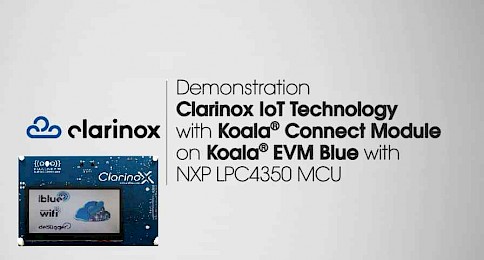 Demonstration
Clarinox IoT Technology
with Koala® Connect Module
on Koala® EVM Blue with
NXP LPC4350 MCU
clarinox
ClarinoX
blue
wifi
debugger